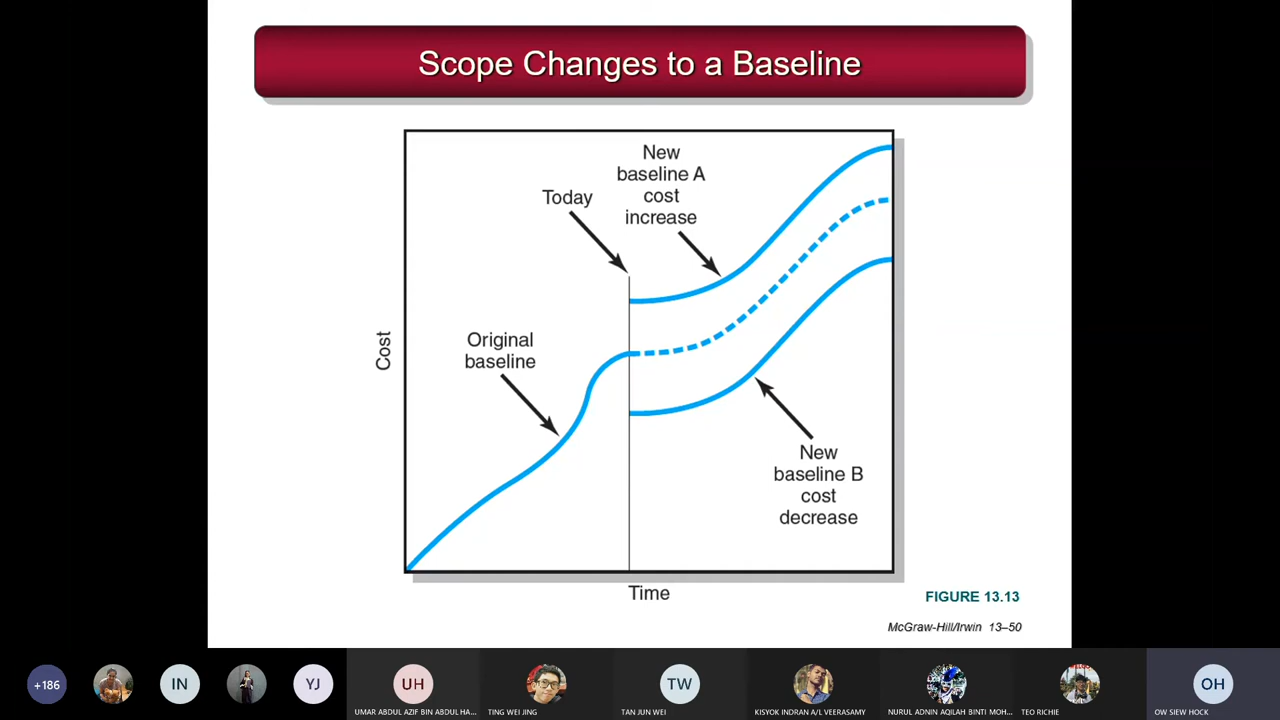 Scope Changes to a Baseline
New
baseline A
cost
increase
Today
Original
baseline
Cost
New
baseline B
cost
decrease
Time
FIGURE 13.13
McGraw-Hill/Irwin 13–50
+186
IN
YJ
UH
TW
OH
UMAR ABDUL AZIF BIN ABDUL HA...
TING WEI JING
TAN JUN WEI
KISYOK INDRAN A/L VEERASAMY
NURUL ADNIN AQILAH BINTI MOH...
TEO RICHIE
OW SIEW HOCK